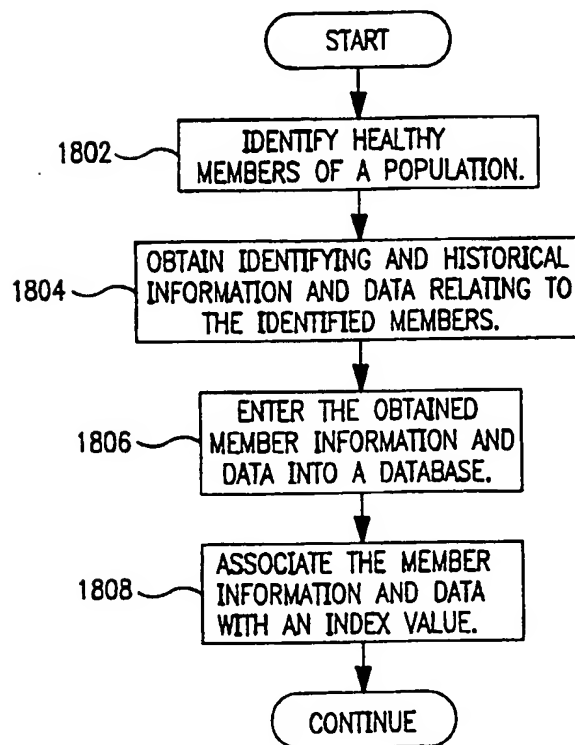 START
1802
IDENTIFY HEALTHY
MEMBERS OF A POPULATION.
1804
OBTAIN IDENTIFYING AND HISTORICAL
INFORMATION AND DATA RELATING TO
THE IDENTIFIED MEMBERS.
1806
ENTER THE OBTAINED
MEMBER INFORMATION AND
DATA INTO A DATABASE.
1808
ASSOCIATE THE MEMBER
INFORMATION AND DATA
WITH AN INDEX VALUE.
CONTINUE